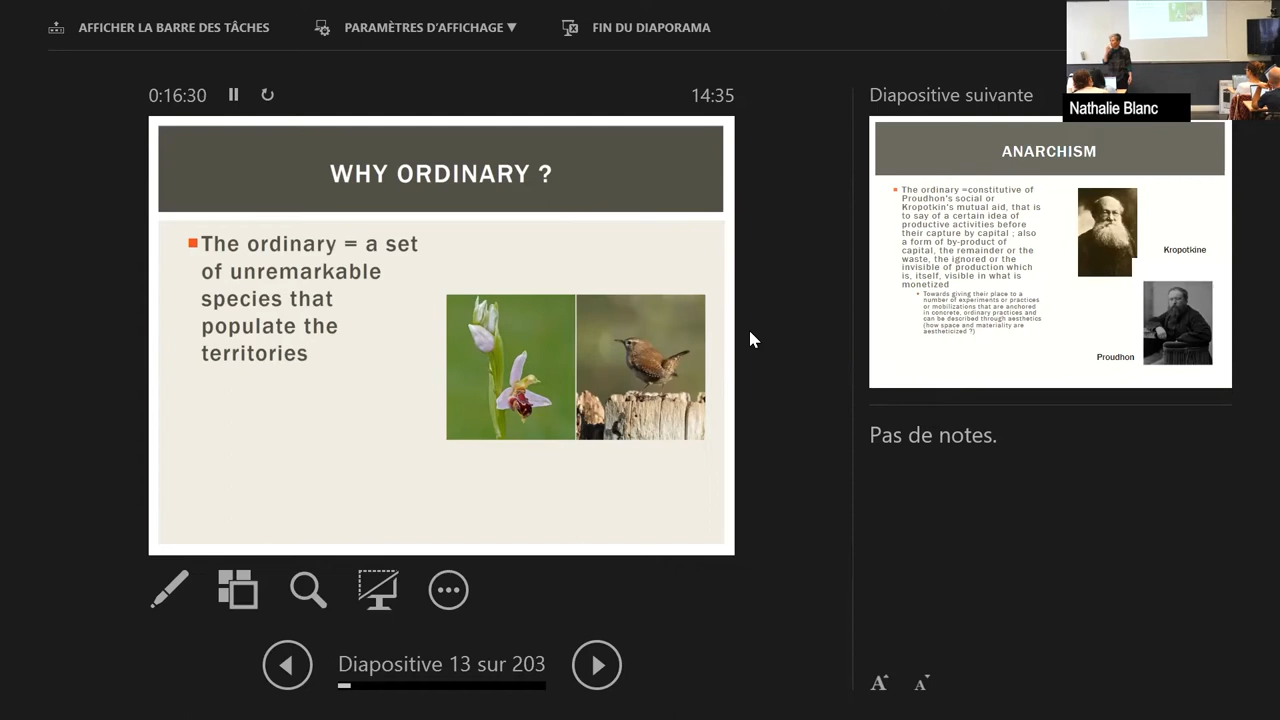 AFFICHER LA BARRE DES TÂCHES
PARAMÈTRES D'AFFICHAGE ▼
FIN DU DIAPORAMA
0:16:30
14:35
WHY ORDINARY ?
The ordinary = a set
of unremarkable
species that
populate the
territories
Diapositive 13 sur 203
Diapositive suivante
Nathalie Blanc
ANARCHISM
The ordinary =constitutive of
Proudhon's social or
Kropotkin's mutual aid, that is
to say of a certain idea of
productive activities before
their capture by capital ; also
a form of by-product of
capital, the remainder or the
waste, the ignored or the
invisible of production which
is, itself, visible in what is
monetized
Towards giving their place to a
number of experiments or practices
or mobilizations that are anchored
in concrete, ordinary practices and
can be described through aesthetics
(how space and materiality are
aestheticized ?)
Kropotkine
Proudhon
Pas de notes.
A A